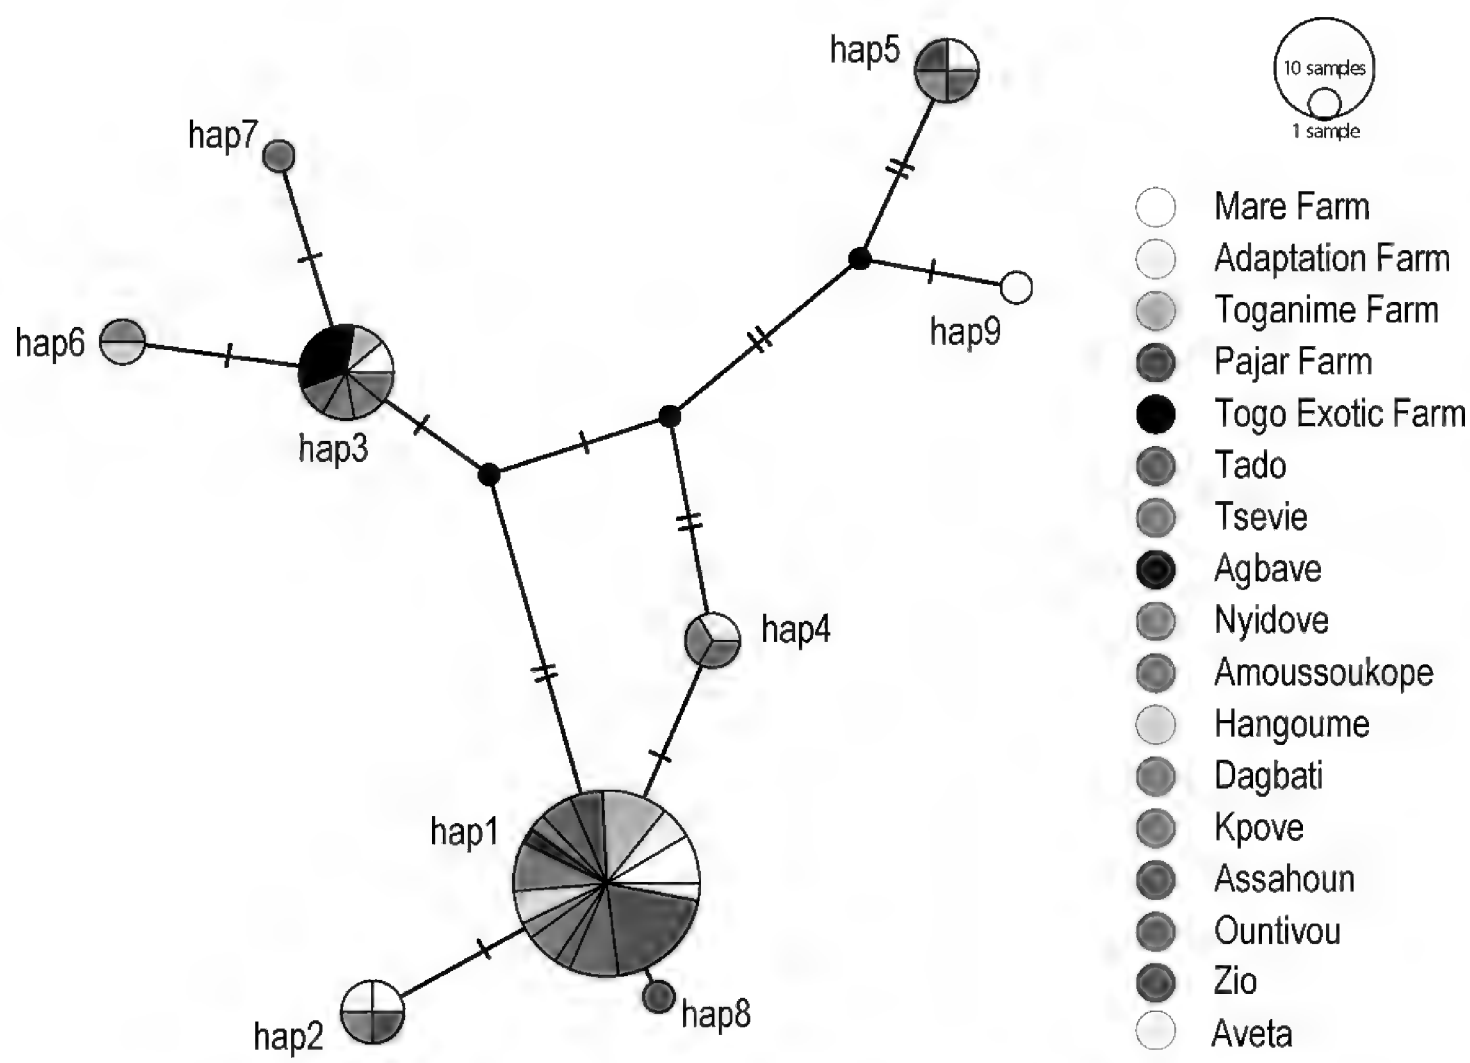 hap5
10 samples
1 sample
hap7
hap6
hap3
hap9
hap4
hap1
hap2
hap8
Mare Farm
Adaptation Farm
Toganime Farm
Pajar Farm
Togo Exotic Farm
Tado
Tsevie
Agbave
Nyidove
Amoussoukope
Hangoume
Dagbati
Kpove
Assahoun
Ountivou
Zio
Aveta